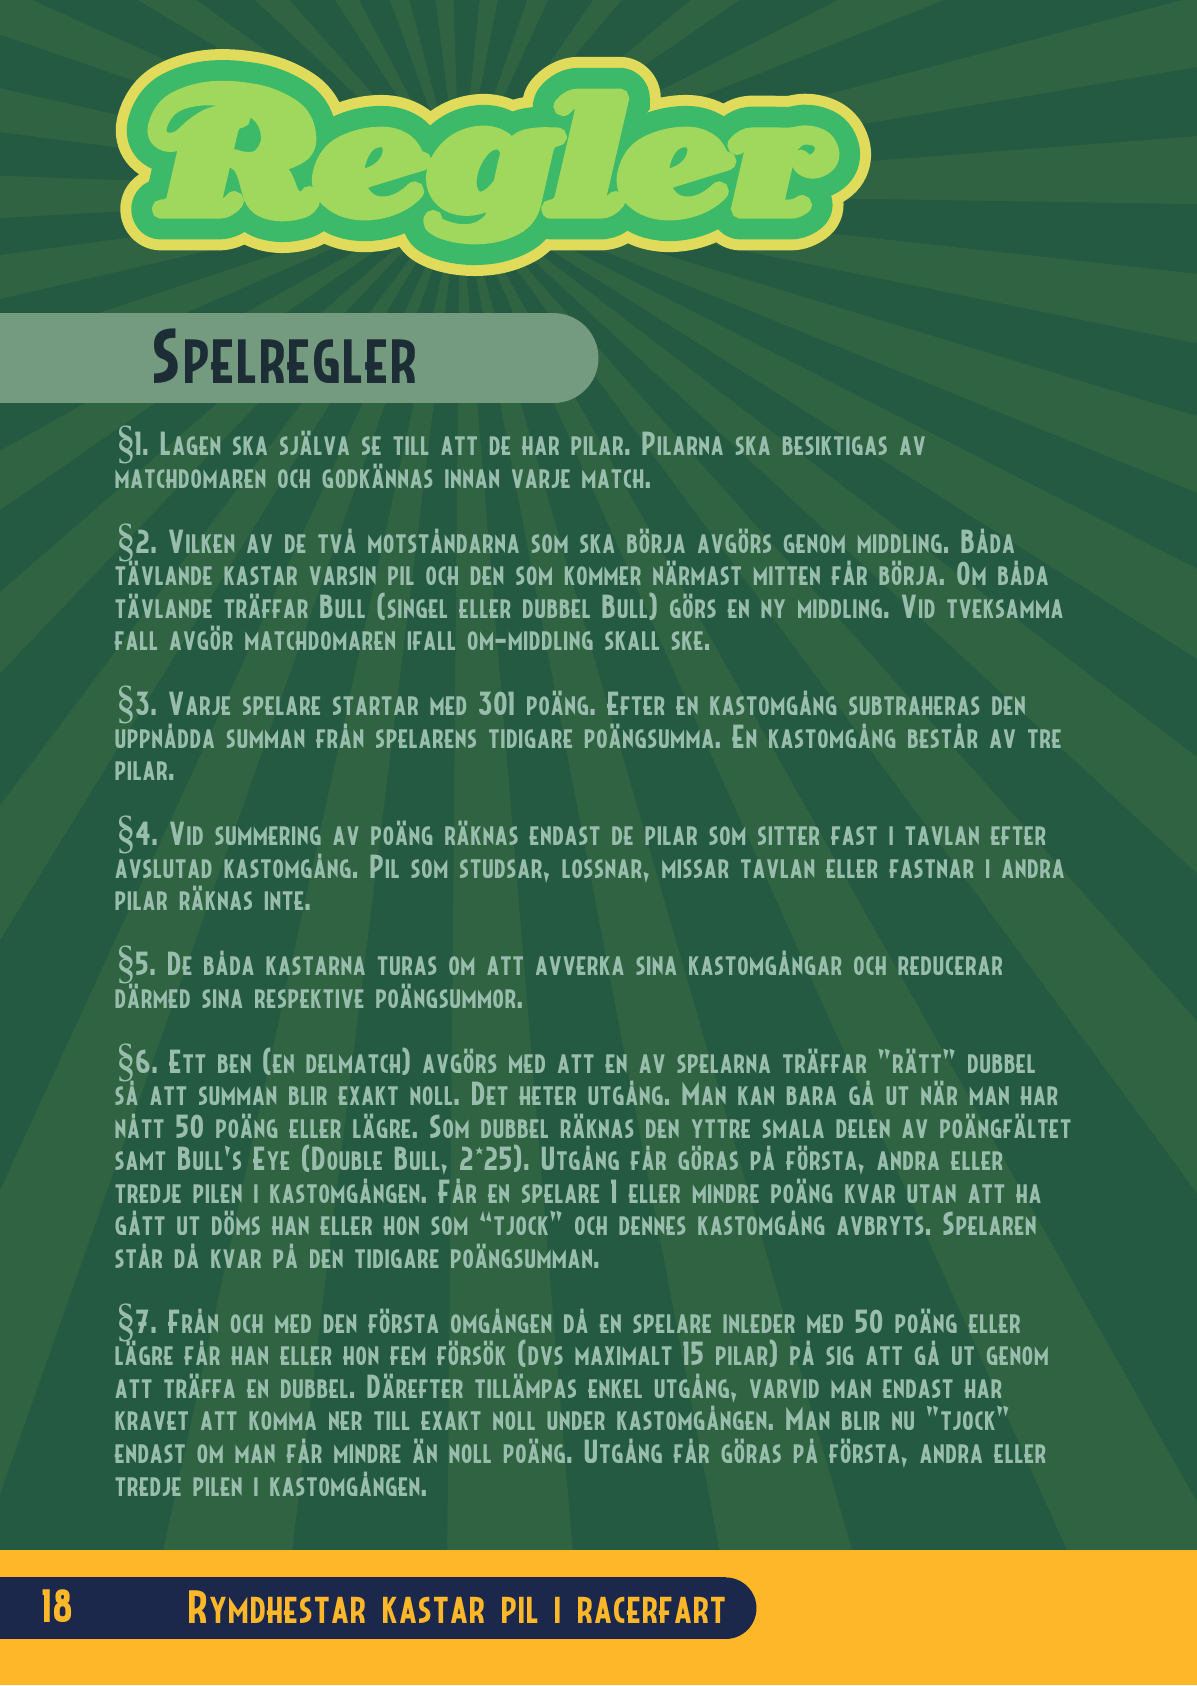 Regler
Spelregler
§1. Lagen ska själva se till att de har pilar. Pilarna ska besiktigas av
matchdomaren och godkännas innan varje match.
§2. Vilken av de två motståndarna som ska börja avgörs genom middling. Båda
tävlande kastar varsin pil och den som kommer närmast mitten får börja. Om båda
tävlande träffar Bull (singel eller dubbel Bull) görs en ny middling. Vid tveksamma
fall avgör matchdomaren ifall om-middling skall ske.
§3. Varje spelare startar med 301 poäng. Efter en kastomgång subtraheras den
uppnådda summan från spelarens tidigare poängsumma. En kastomgång består av tre
pilar.
§4. Vid summering av poäng räknas endast de pilar som sitter fast i tavlan efter
avslutad kastomgång. Pil som studsar, lossnar, missar tavlan eller fastnar i andra
pilar räknas inte.
§5. De båda kastarna turas om att avverka sina kastomgångar och reducerar
därmed sina respektive poängsummor.
§6. Ett ben (en delmatch) avgörs med att en av spelarna träffar "rätt" dubbel
så att summan blir exakt noll. Det heter utgång. Man kan bara gå ut när man har
nått 50 poäng eller lägre. Som dubbel räknas den yttre smala delen av poängfältet
samt Bull's Eye (Double Bull, 2*25). Utgång får göras på första, andra eller
tredje pilen i kastomgången. Får en spelare 1 eller mindre poäng kvar utan att ha
gått ut döms han eller hon som “tjock” och dennes kastomgång avbryts. Spelaren
står då kvar på den tidigare poängsumman.
§7. Från och med den första omgången då en spelare inleder med 50 poäng eller
lägre får han eller hon fem försök (dvs maximalt 15 pilar) på sig att gå ut genom
att träffa en dubbel. Därefter tillämpas enkel utgång, varvid man endast har
kravet att komma ner till exakt noll under kastomgången. Man blir nu "tjock"
endast om man får mindre än noll poäng. Utgång får göras på första, andra eller
tredje pilen i kastomgången.
18 Rymdhestar kastar pil i racerfart